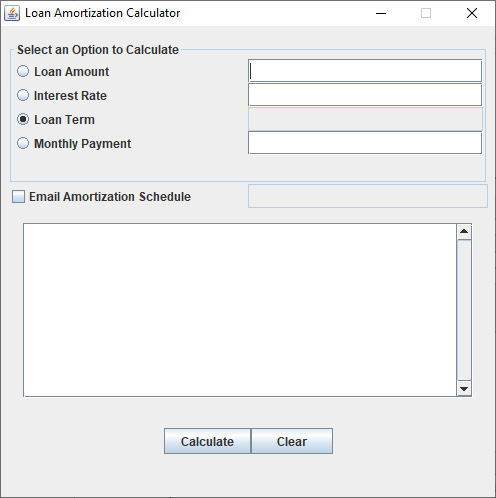 Loan Amortization Calculator
Select an Option to Calculate
Loan Amount
Interest Rate
Loan Term
Monthly Payment
Email Amortization Schedule
Calculate Clear